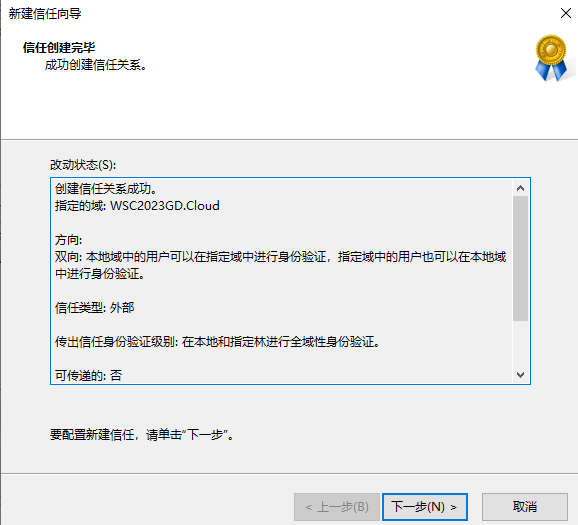 新建信任向导
信任创建完毕
成功创建信任关系。
改动状态(S):
创建信任关系成功。
指定的域: WSC2023GD.Cloud
方向:
双向: 本地域中的用户可以在指定域中进行身份验证，指定域中的用户也可以在本地域
中进行身份验证。
信任类型: 外部
传出信任身份验证级别: 在本地和指定林进行全域性身份验证。
可传递的: 否
要配置新建信任，请单击“下一步”。
< 上一步(B)
下一步(N) >
取消